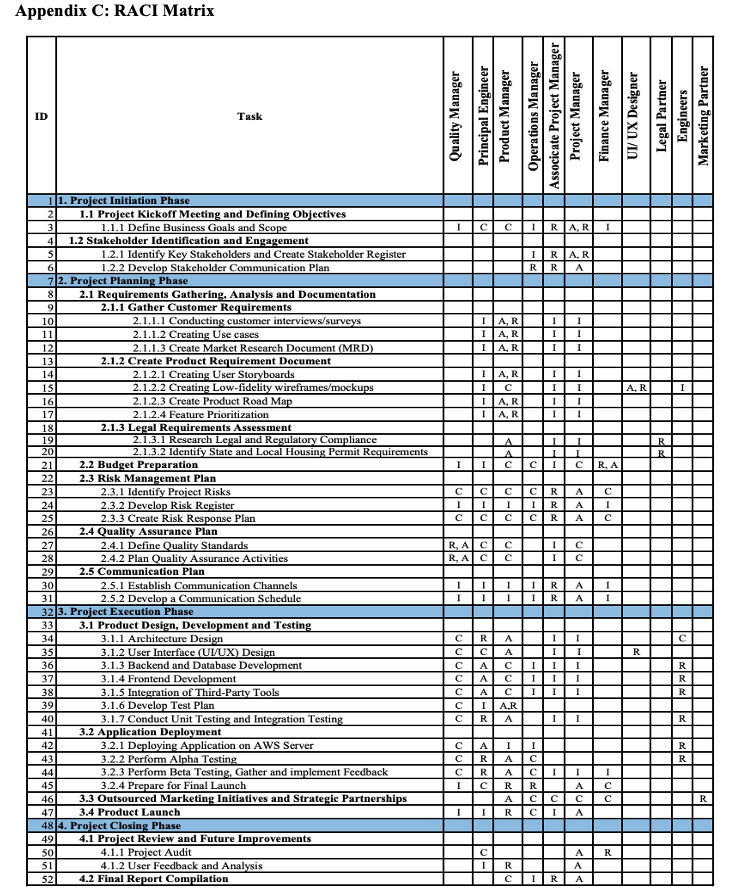 Appendix C: RACI Matrix
ID Task Quality Manager Principal Engineer Product Manager Operations Manager Associcate Project Manager Project Manager Finance Manager UI/ UX Designer Legal Partner Engineers Marketing Partner
1 1. Project Initiation Phase
2 1.1 Project Kickoff Meeting and Defining Objectives
3 1.1.1 Define Business Goals and Scope I C C I R A, R I
4 1.2 Stakeholder Identification and Engagement
5 1.2.1 Identify Key Stakeholders and Create Stakeholder Register I R A, R
6 1.2.2 Develop Stakeholder Communication Plan R R A
7 2. Project Planning Phase
8 2.1 Requirements Gathering, Analysis and Documentation
9 2.1.1 Gather Customer Requirements
10 2.1.1.1 Conducting customer interviews/surveys I A, R I I
11 2.1.1.2 Creating Use cases I A, R I I
12 2.1.1.3 Create Market Research Document (MRD) I A, R I I
13 2.1.2 Create Product Requirement Document
14 2.1.2.1 Creating User Storyboards I A, R I I
15 2.1.2.2 Creating Low-fidelity wireframes/mockups I C I I A, R I
16 2.1.2.3 Create Product Road Map I A, R I I
17 2.1.2.4 Feature Prioritization I A, R I I
18 2.1.3 Legal Requirements Assessment
19 2.1.3.1 Research Legal and Regulatory Compliance A I I R
20 2.1.3.2 Identify State and Local Housing Permit Requirements A I I R
21 2.2 Budget Preparation I I C C I C R, A
22 2.3 Risk Management Plan
23 2.3.1 Identify Project Risks C C C C R A C
24 2.3.2 Develop Risk Register I I I I R A I
25 2.3.3 Create Risk Response Plan C C C C R A C
26 2.4 Quality Assurance Plan
27 2.4.1 Define Quality Standards R, A C C I C
28 2.4.2 Plan Quality Assurance Activities R, A C C I C
29 2.5 Communication Plan
30 2.5.1 Establish Communication Channels I I I I R A I
31 2.5.2 Develop a Communication Schedule I I I I R A I
32 3. Project Execution Phase
33 3.1 Product Design, Development and Testing
34 3.1.1 Architecture Design C R A I I C
35 3.1.2 User Interface (UI/UX) Design C C A I I R
36 3.1.3 Backend and Database Development C A C I I I R
37 3.1.4 Frontend Development C A C I I I R
38 3.1.5 Integration of Third-Party Tools C A C I I I R
39 3.1.6 Develop Test Plan C I A,R
40 3.1.7 Conduct Unit Testing and Integration Testing C R A I I R
41 3.2 Application Deployment
42 3.2.1 Deploying Application on AWS Server C A I I R
43 3.2.2 Perform Alpha Testing C R A C R
44 3.2.3 Perform Beta Testing, Gather and implement Feedback C R A C I I I
45 3.2.4 Prepare for Final Launch I C R R A C
46 3.3 Outsourced Marketing Initiatives and Strategic Partnerships A C C C C R
47 3.4 Product Launch I I R C I A
48 4. Project Closing Phase
49 4.1 Project Review and Future Improvements
50 4.1.1 Project Audit C A R
51 4.1.2 User Feedback and Analysis I R A
52 4.2 Final Report Compilation C I R A